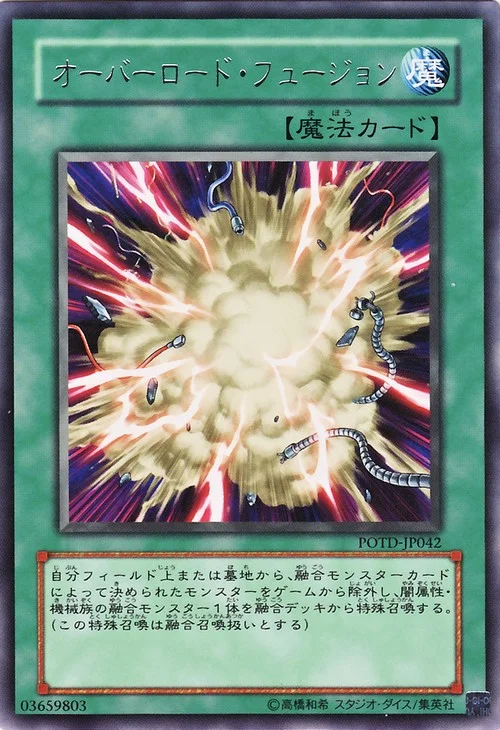 オーバーロード・フュージョン 魔
【魔法カード】
POTD-JP042
自分フィールド上または墓地から、融合モンスターカード
によって決められたモンスターをゲームから除外し、闇属性・
機械族の融合モンスター1体を融合デッキから特殊召喚する。
(この特殊召喚は融合召喚扱いとする)
03659803
©高橋和希 スタジオ・ダイス/集英社